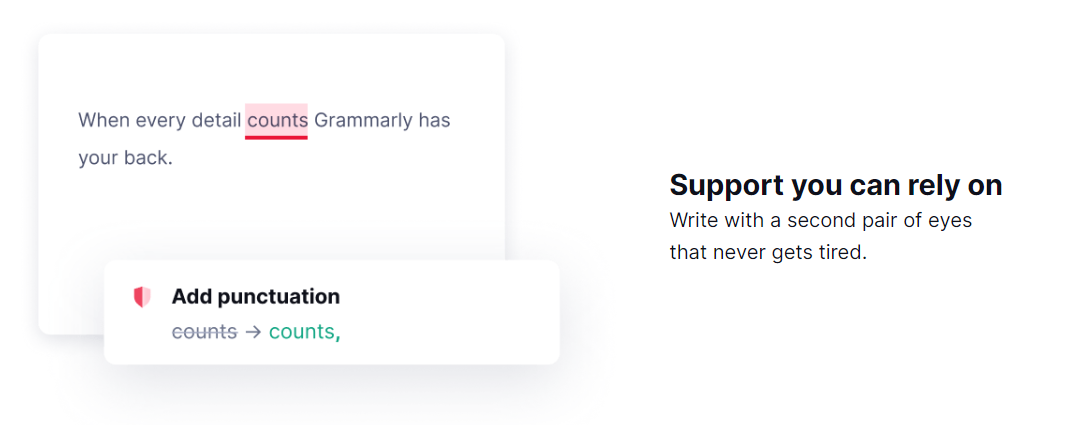 When every detail counts Grammarly has
your back.
Add punctuation
counts → counts,
Support you can rely on
Write with a second pair of eyes
that never gets tired.